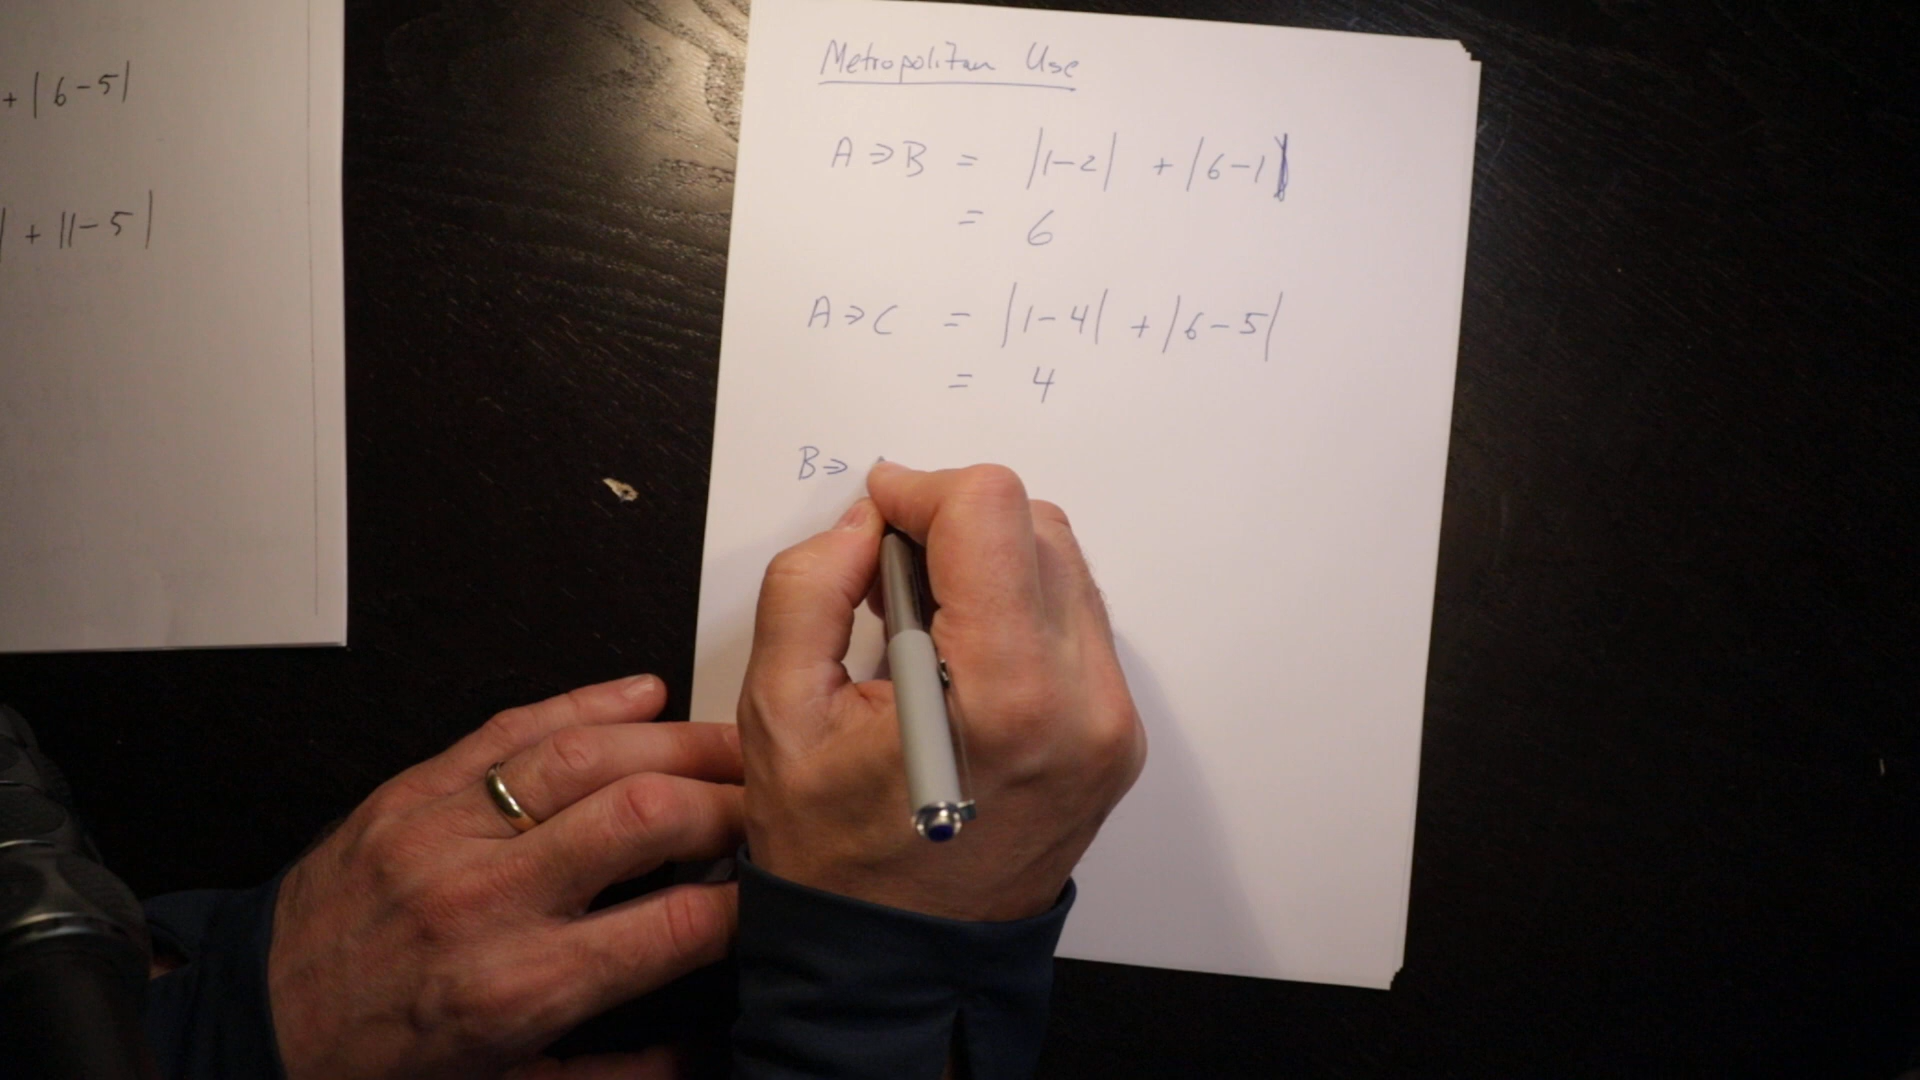 + |6-5|
| + |1-5|
Metropolitan Use
A ⇒ B = |1-2| + |6-1|
= 6
A ⇒ C = |1-4| + |6-5|
= 4
B ⇒